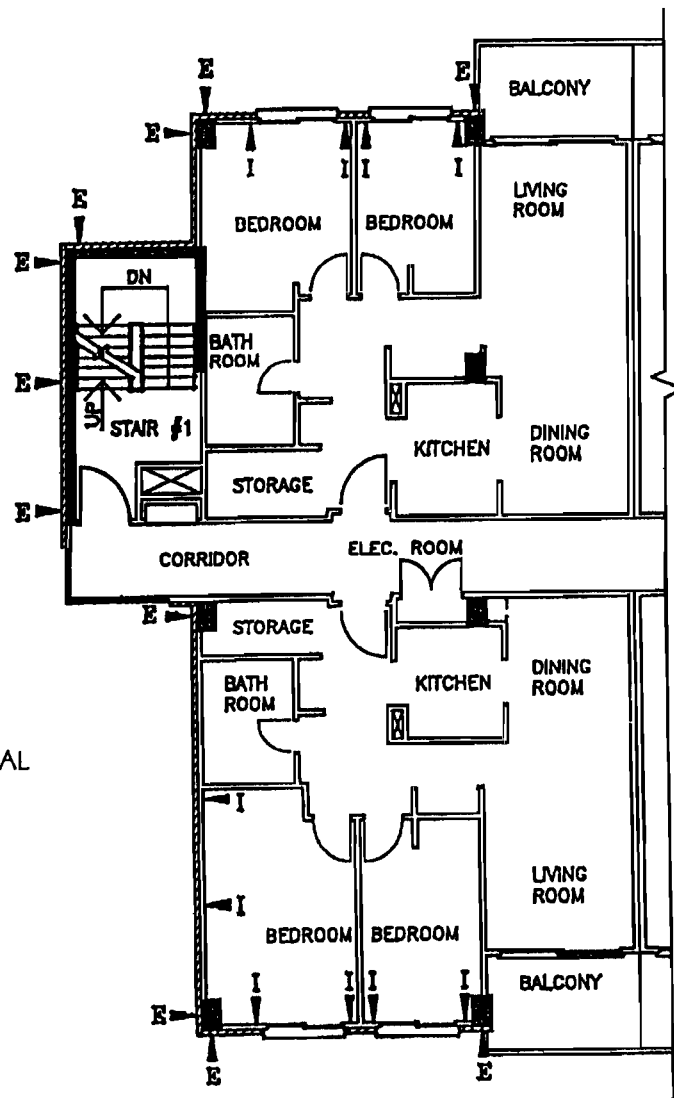 E
E
BALCONY
E
I
I
I
I
LIVING
ROOM
E
BEDROOM
BEDROOM
E
DN
BATH
ROOM
E
UP
STAIR #1
KITCHEN
DINING
ROOM
STORAGE
E
CORRIDOR
ELEC. ROOM
E
STORAGE
BATH
ROOM
KITCHEN
DINING
ROOM
AL
I
I
LIVING
ROOM
BEDROOM
BEDROOM
I
I
I
I
BALCONY
E
E
E